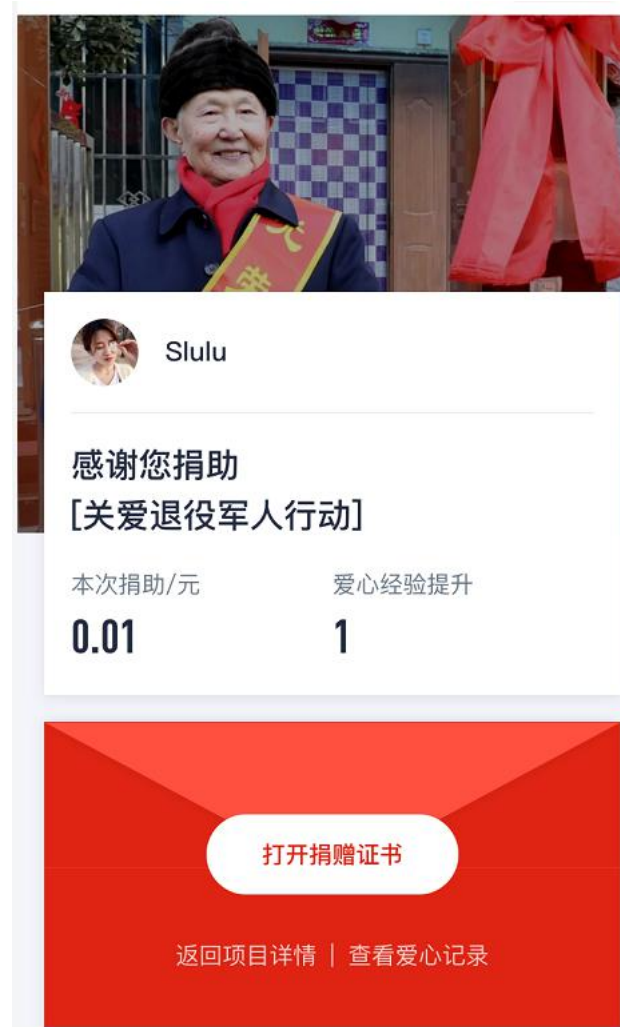 光
荣
Slulu
感谢您捐助
[关爱退役军人行动]
本次捐助/元
爱心经验提升
0.01
1
打开捐赠证书
返回项目详情 | 查看爱心记录